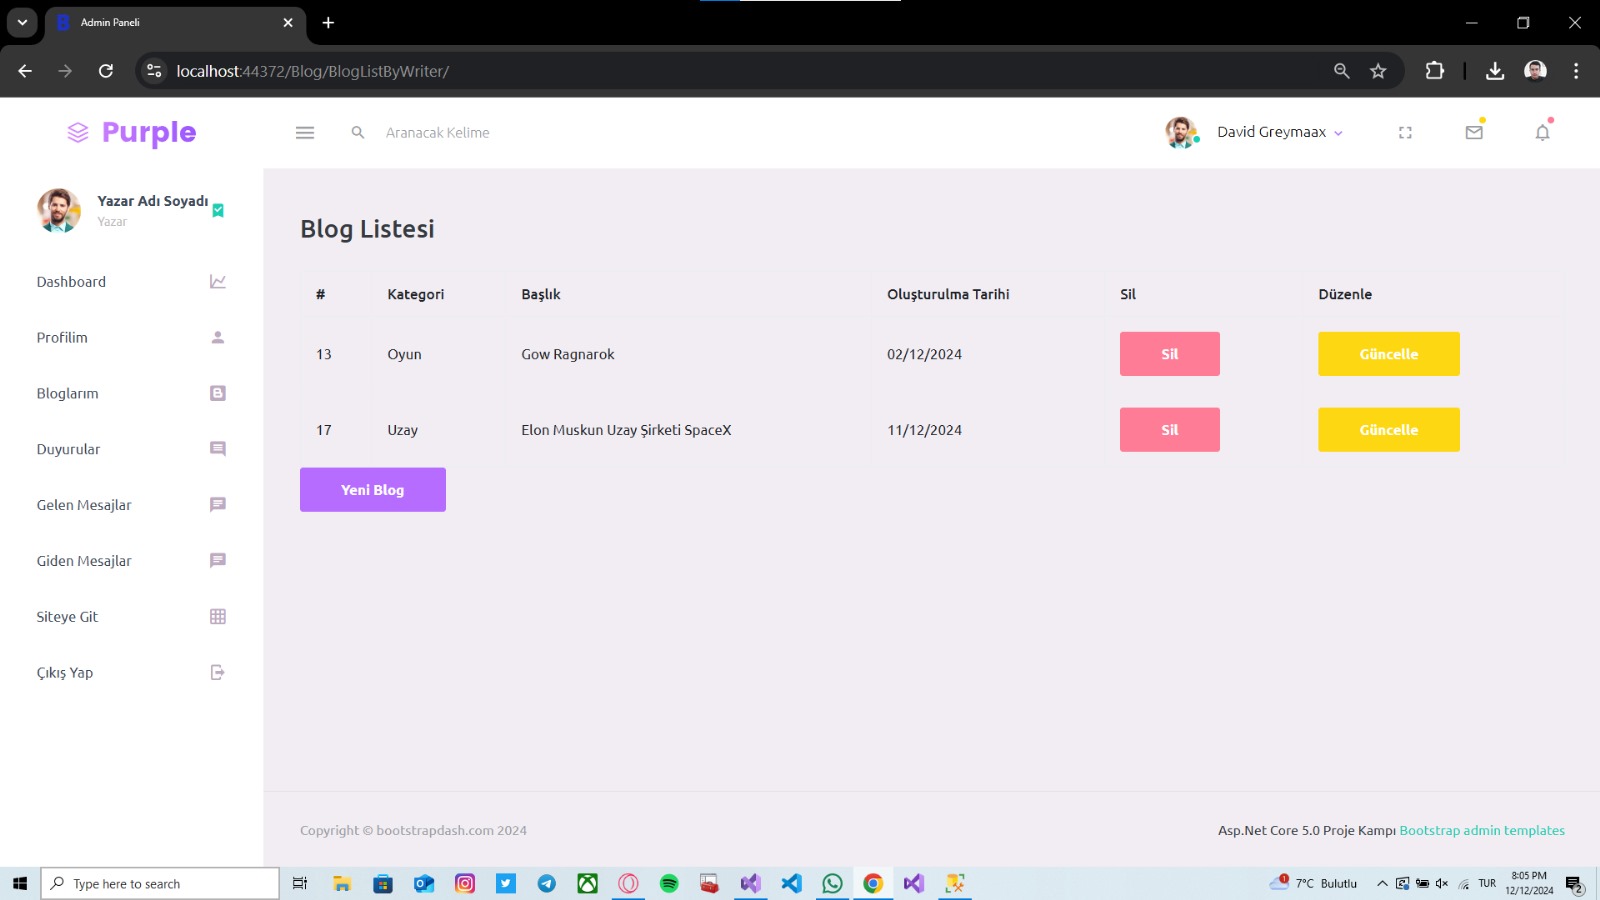 Admin Paneli
localhost:44372/Blog/BlogListByWriter/
Purple
Aranacak Kelime
David Greymaax
Yazar Adı Soyadı
Yazar
Dashboard
Profilim
Bloglarım
Duyurular
Gelen Mesajlar
Giden Mesajlar
Siteye Git
Çıkış Yap
Blog Listesi
# Kategori Başlık Oluşturulma Tarihi Sil Düzenle
13 Oyun Gow Ragnarok 02/12/2024 Sil Güncelle
17 Uzay Elon Muskun Uzay Şirketi SpaceX 11/12/2024 Sil Güncelle
Yeni Blog
Copyright © bootstrapdash.com 2024
Asp.Net Core 5.0 Proje Kampı Bootstrap admin templates
Type here to search
1
7°C Bulutlu
TUR
8:05 PM
12/12/2024
2